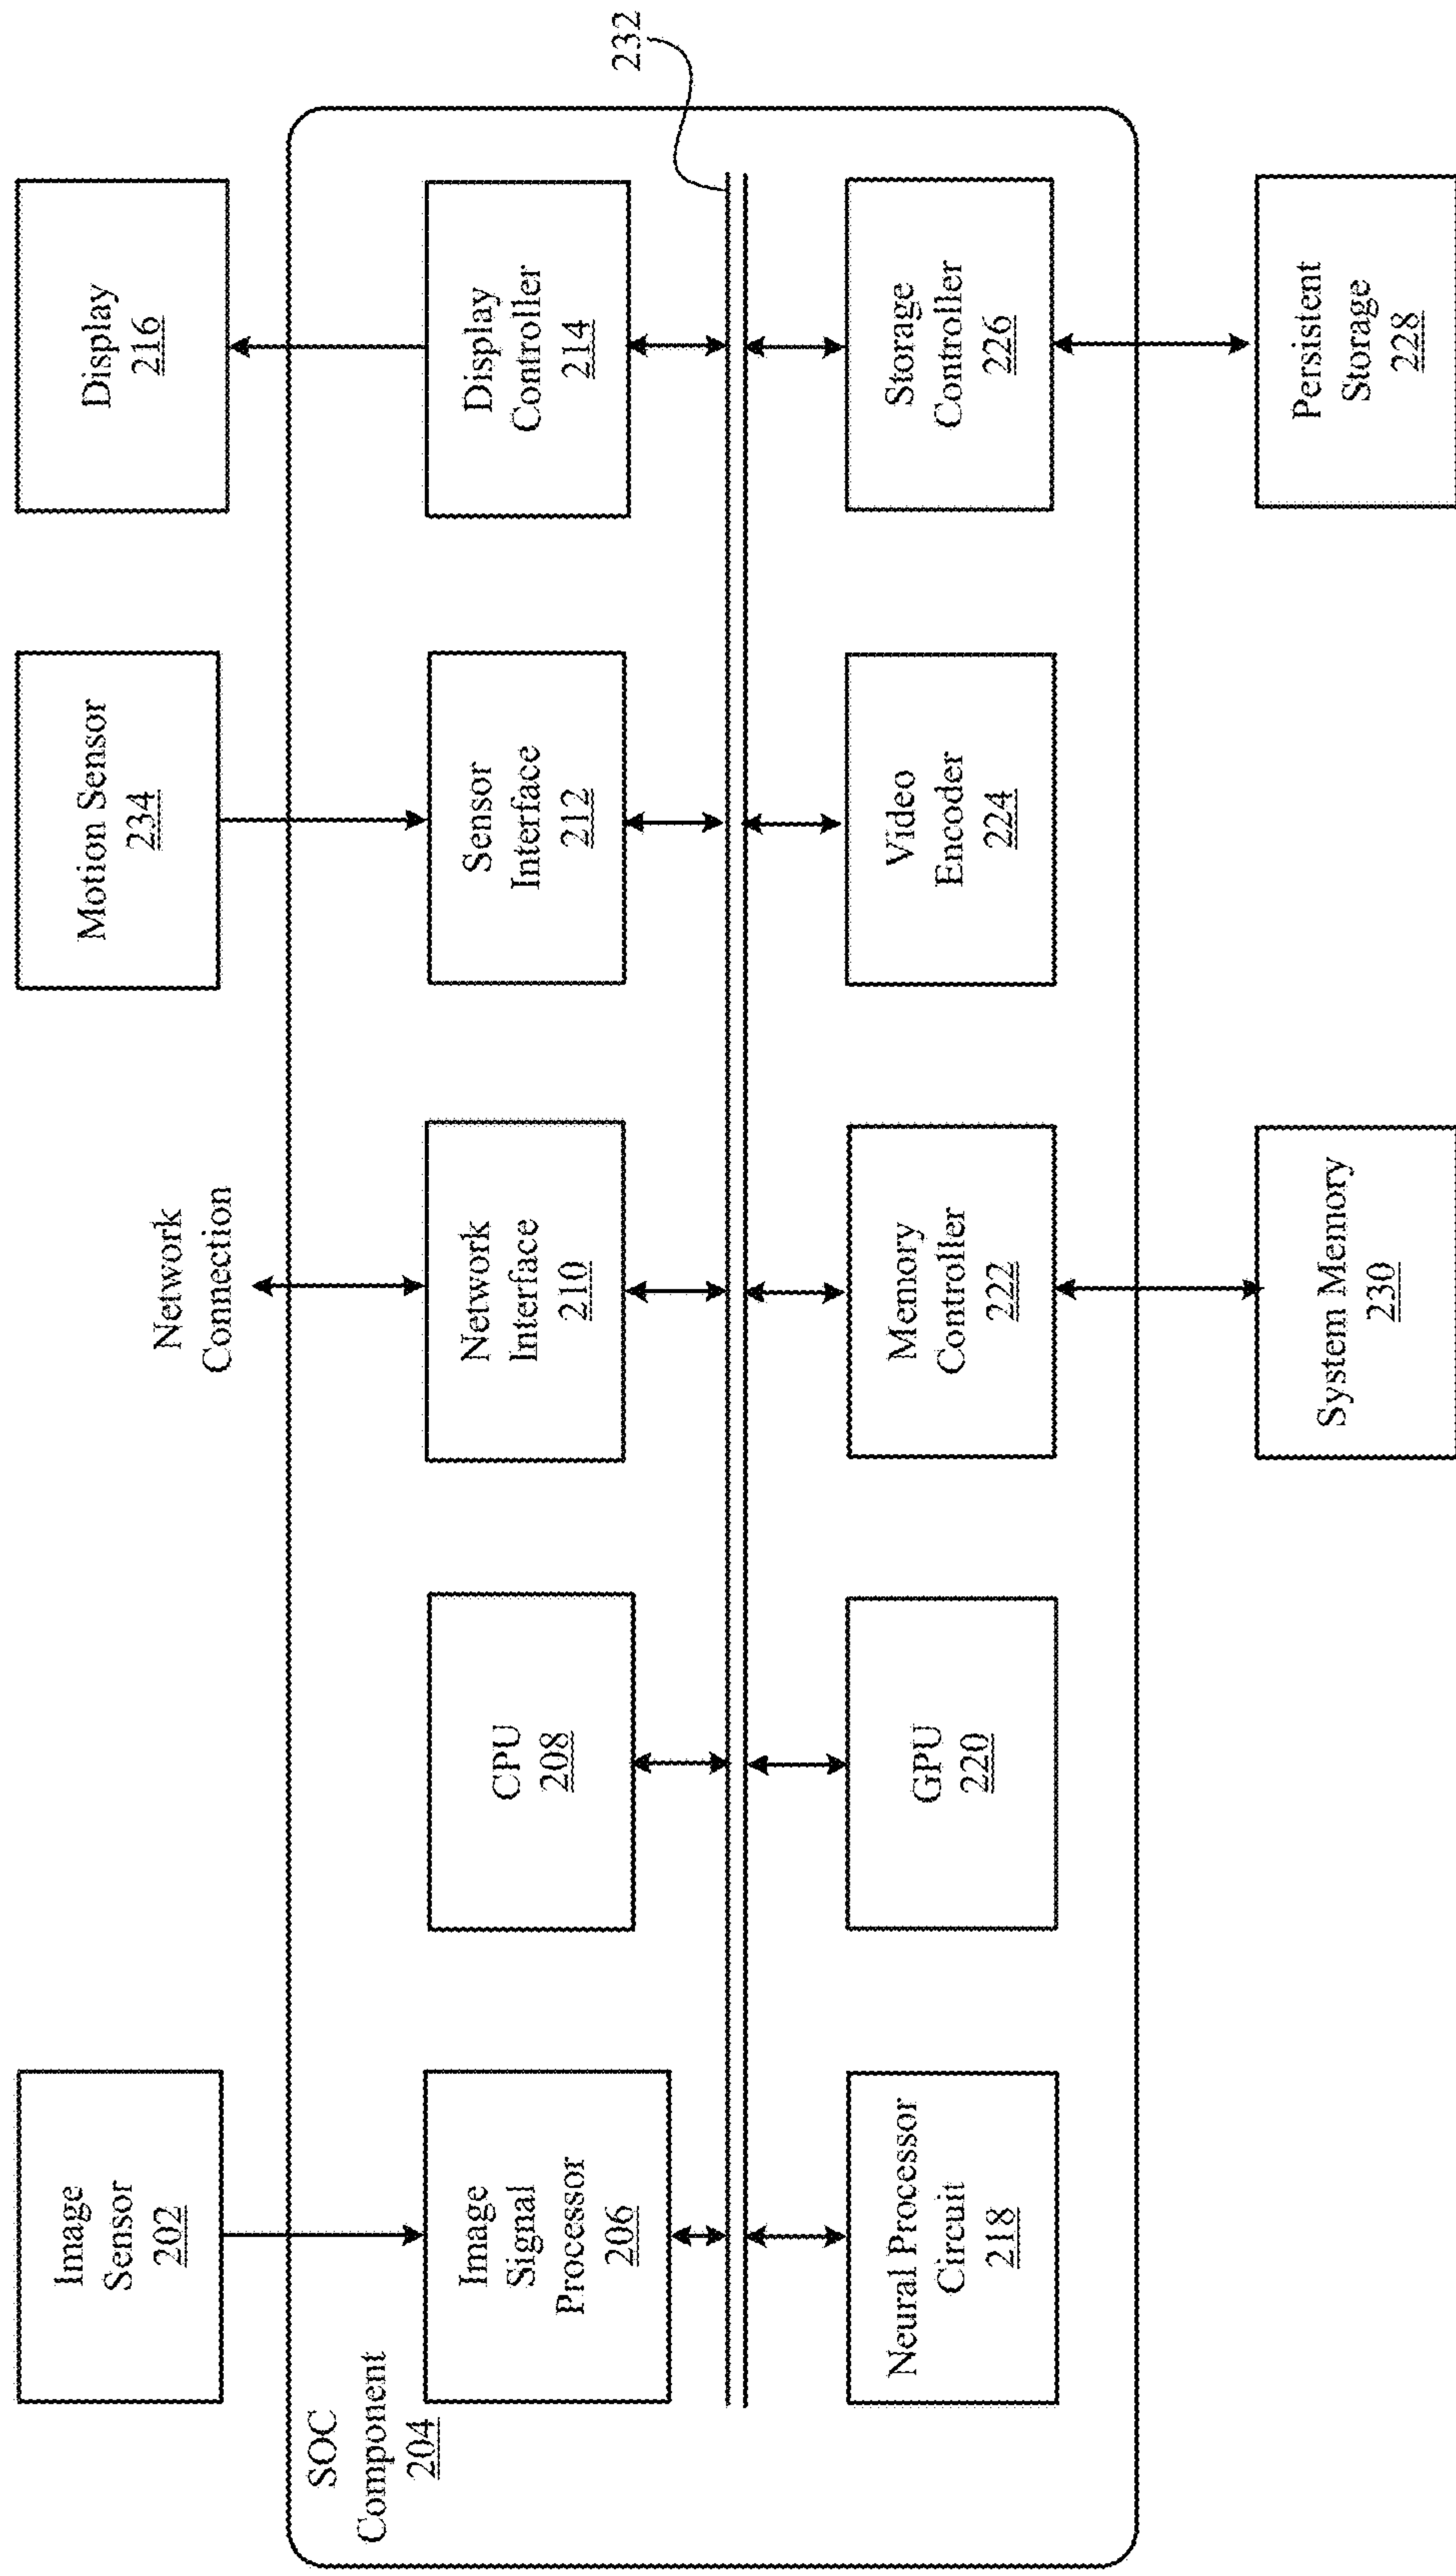 Image
Sensor
202
Network
Connection
Motion Sensor
234
Display
216
SOC
Component
204
Image
Signal
Processor
206
CPU
208
Network
Interface
210
Sensor
Interface
212
Display
Controller
214
232
Neural Processor
Circuit
218
GPU
220
Memory
Controller
222
Video
Encoder
224
Storage
Controller
226
System Memory
230
Persistent
Storage
228